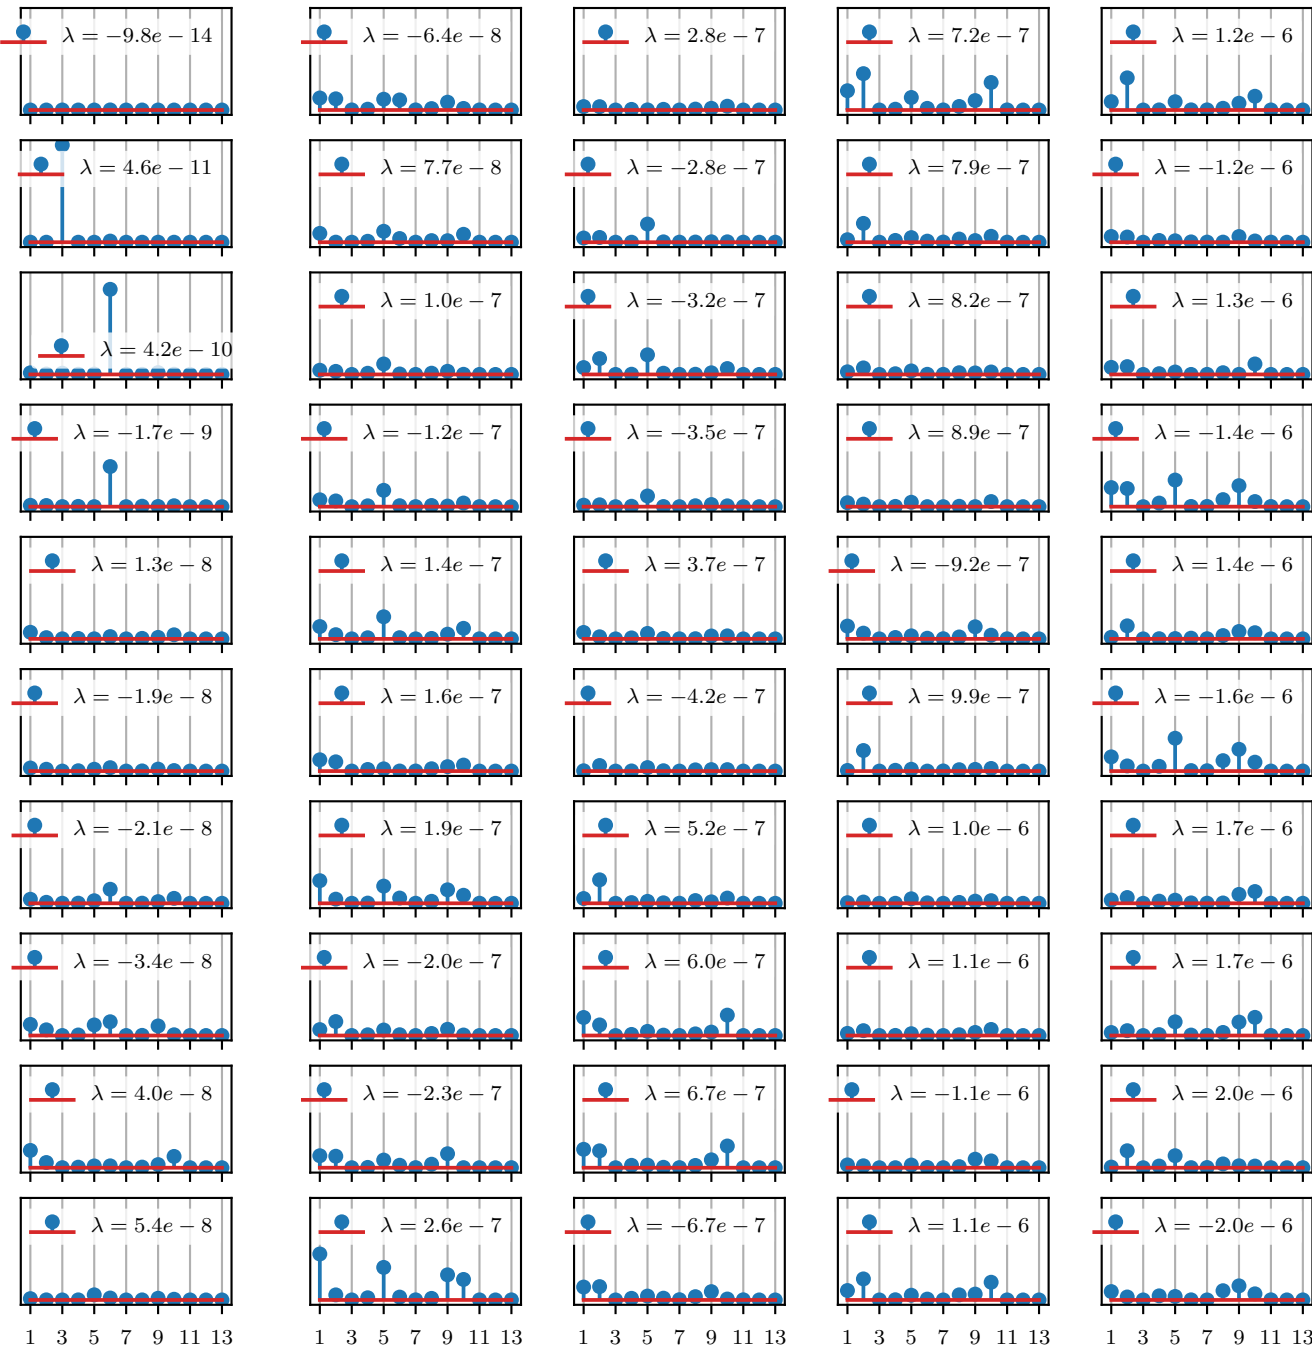 λ = −9.8e − 14 λ = −6.4e − 8 λ = 2.8e − 7 λ = 7.2e − 7 λ = 1.2e − 6
λ = 4.6e − 11 λ = 7.7e − 8 λ = −2.8e − 7 λ = 7.9e − 7 λ = −1.2e − 6
λ = 4.2e − 10 λ = 1.0e − 7 λ = −3.2e − 7 λ = 8.2e − 7 λ = 1.3e − 6
λ = −1.7e − 9 λ = −1.2e − 7 λ = −3.5e − 7 λ = 8.9e − 7 λ = −1.4e − 6
λ = 1.3e − 8 λ = 1.4e − 7 λ = 3.7e − 7 λ = −9.2e − 7 λ = 1.4e − 6
λ = −1.9e − 8 λ = 1.6e − 7 λ = −4.2e − 7 λ = 9.9e − 7 λ = −1.6e − 6
λ = −2.1e − 8 λ = 1.9e − 7 λ = 5.2e − 7 λ = 1.0e − 6 λ = 1.7e − 6
λ = −3.4e − 8 λ = −2.0e − 7 λ = 6.0e − 7 λ = 1.1e − 6 λ = 1.7e − 6
λ = 4.0e − 8 λ = −2.3e − 7 λ = 6.7e − 7 λ = −1.1e − 6 λ = 2.0e − 6
λ = 5.4e − 8 λ = 2.6e − 7 λ = −6.7e − 7 λ = 1.1e − 6 λ = −2.0e − 6
1 3 5 7 9 11 13 1 3 5 7 9 11 13 1 3 5 7 9 11 13 1 3 5 7 9 11 13 1 3 5 7 9 11 13